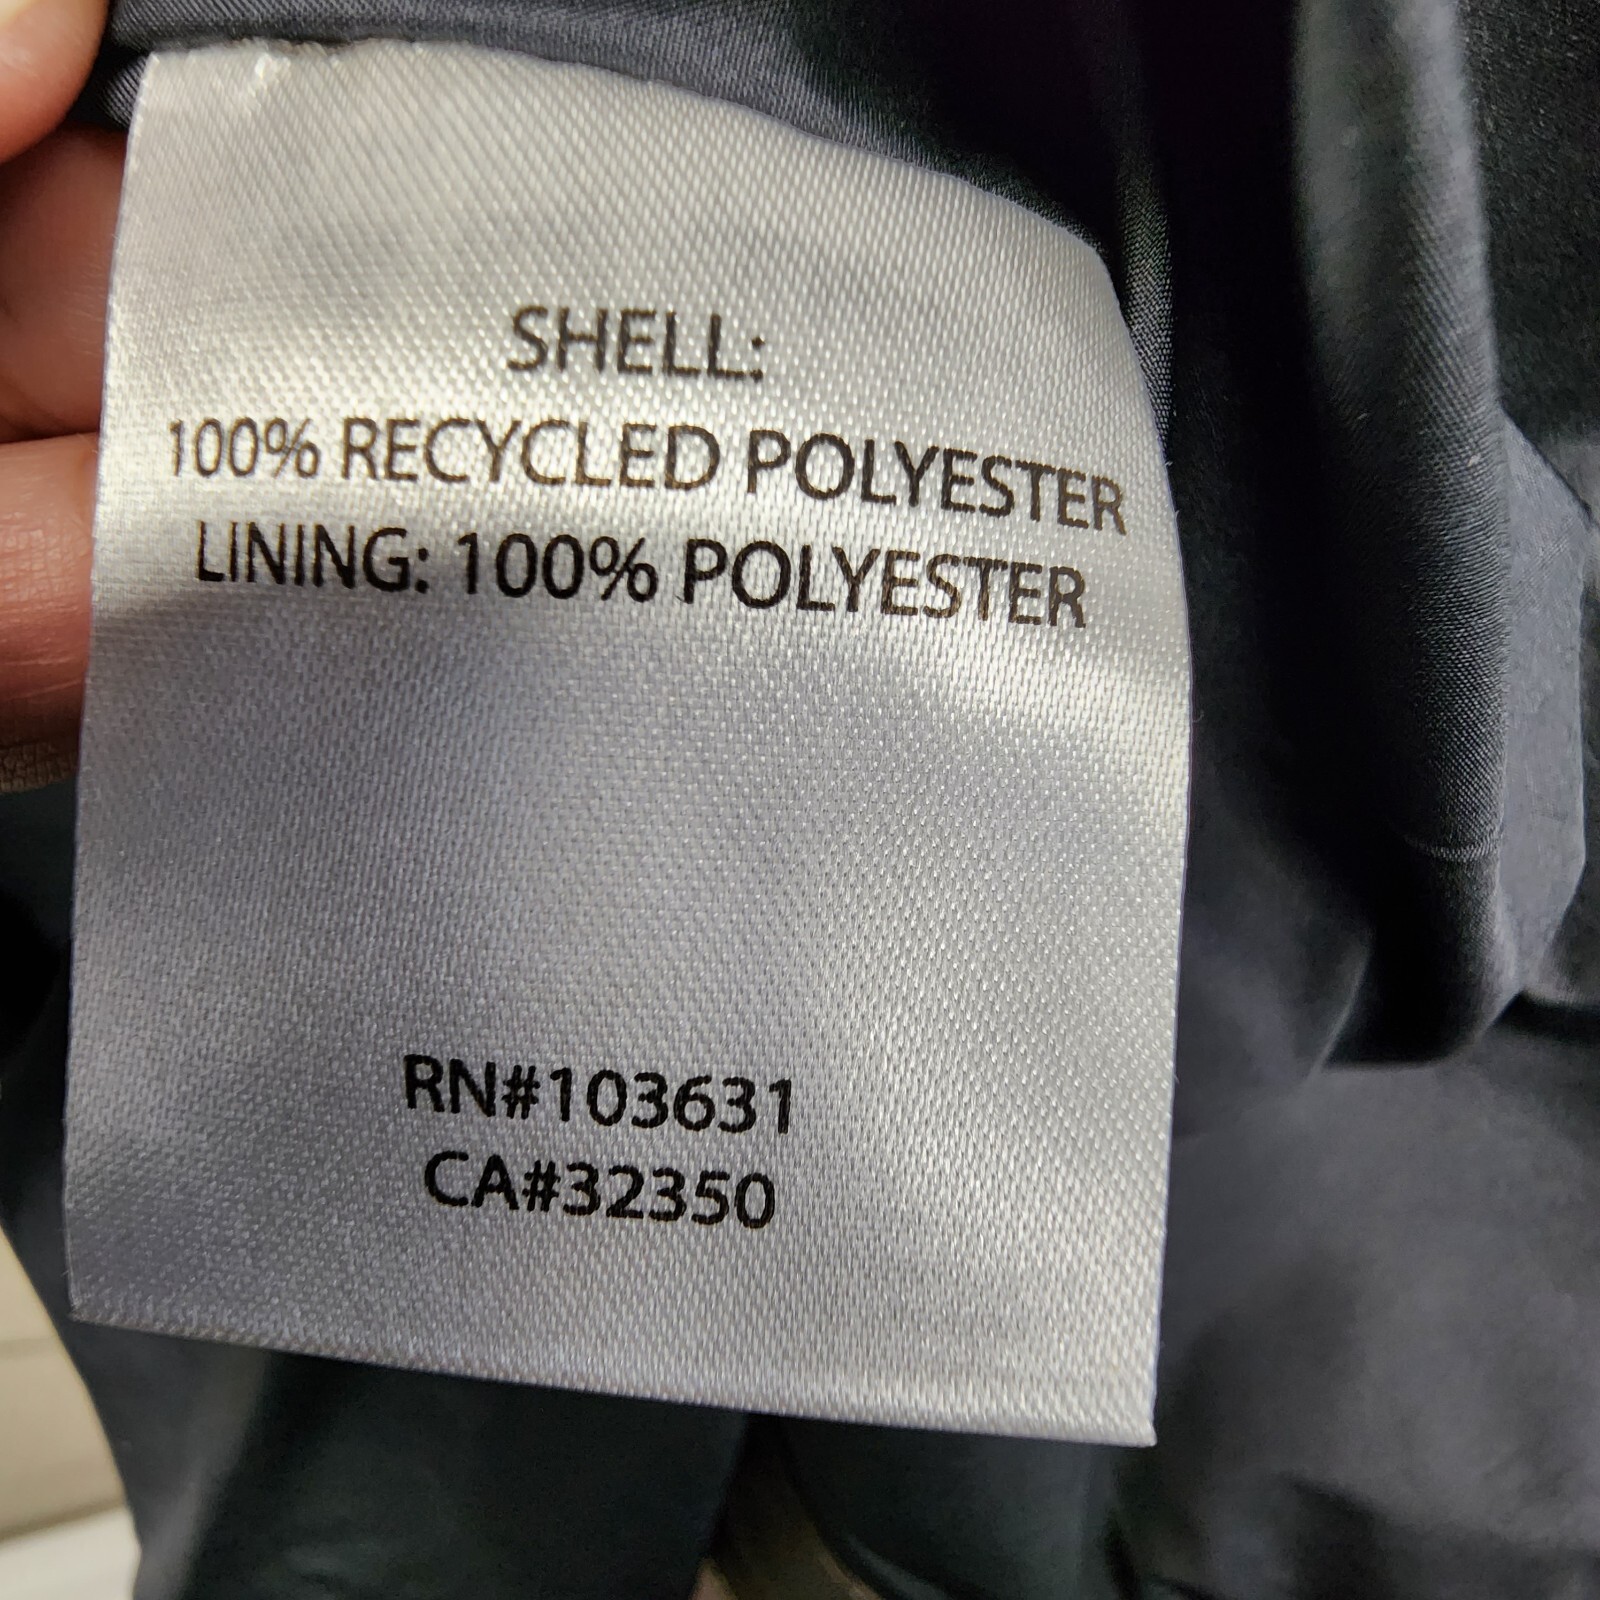 SHELL:
100% RECYCLED POLYESTER
LINING: 100% POLYESTER
RN#103631
CA#32350